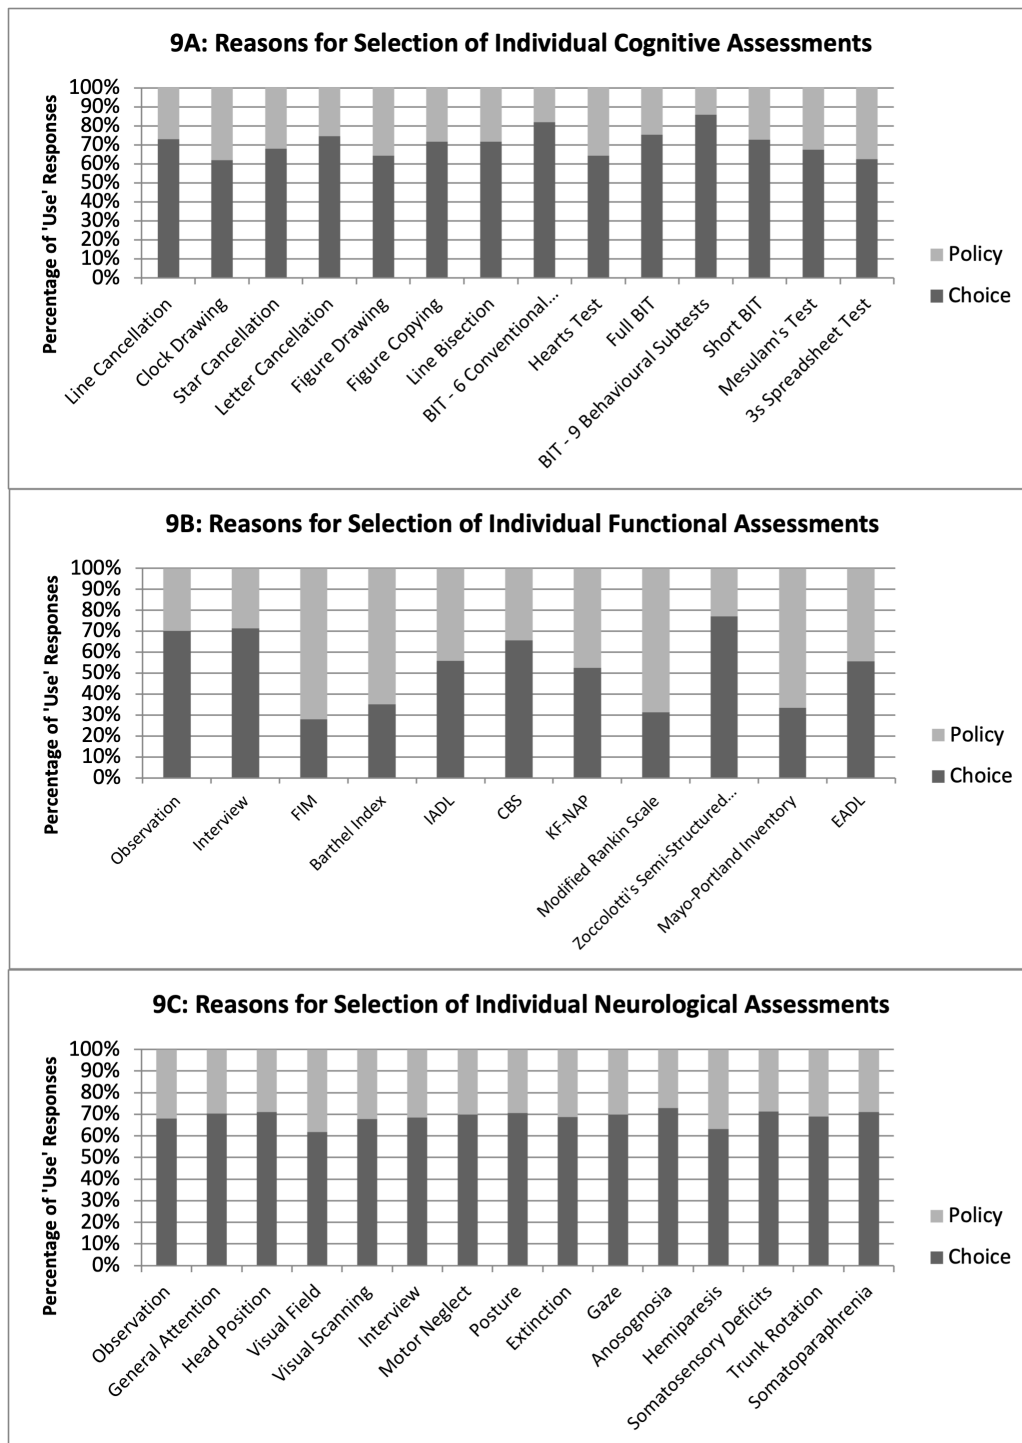 9A: Reasons for Selection of Individual Cognitive Assessments
Percentage of 'Use' Responses
100%
90%
80%
70%
60%
50%
40%
30%
20%
10%
0%
Line Cancellation
Clock Drawing
Star Cancellation
Letter Cancellation
Figure Drawing
Figure Copying
Line Bisection
BIT - 6 Conventional...
Hearts Test
Full BIT
BIT - 9 Behavioural Subtests
Short BIT
Mesulam's Test
3s Spreadsheet Test
Policy
Choice
9B: Reasons for Selection of Individual Functional Assessments
Percentage of 'Use' Responses
100%
90%
80%
70%
60%
50%
40%
30%
20%
10%
0%
Observation
Interview
FIM
Barthel Index
IADL
CBS
KF-NAP
Modified Rankin Scale
Zoccolotti's Semi-Structured...
Mayo-Portland Inventory
EADL
Policy
Choice
9C: Reasons for Selection of Individual Neurological Assessments
Percentage of 'Use' Responses
100%
90%
80%
70%
60%
50%
40%
30%
20%
10%
0%
Observation
General Attention
Head Position
Visual Field
Visual Scanning
Interview
Motor Neglect
Posture
Extinction
Gaze
Anosognosia
Hemiparesis
Somatosensory Deficits
Trunk Rotation
Somatoparaphrenia
Policy
Choice